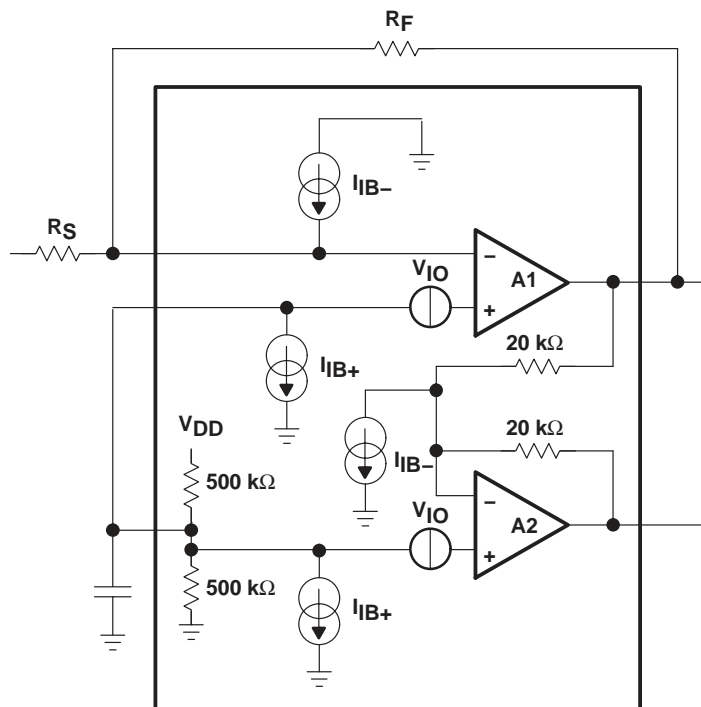 RF
IIB–
RS
VIO
–
A1
+
20 kΩ
IIB+
VDD
20 kΩ
IIB–
500 kΩ
VIO
–
A2
+
500 kΩ
IIB+